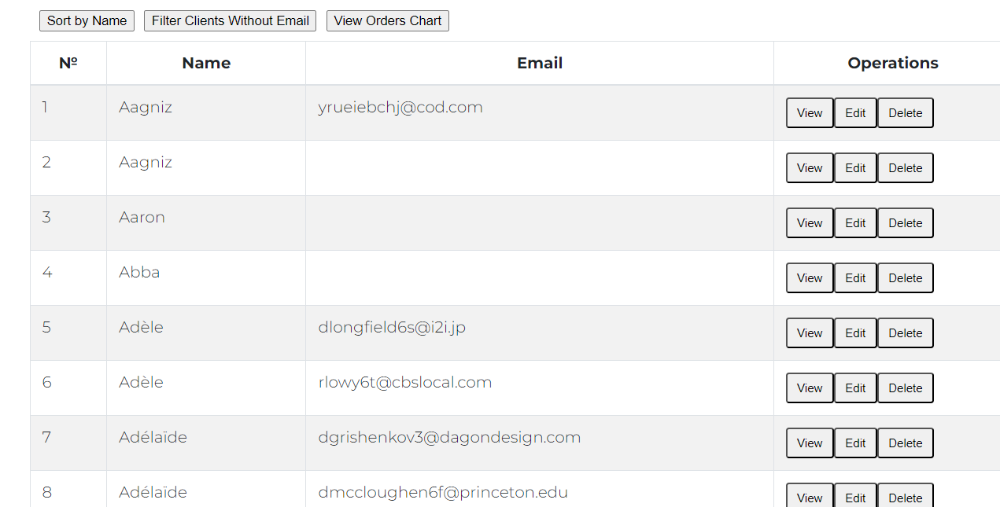 Sort by Name Filter Clients Without Email View Orders Chart
№ Name Email Operations
1 Aagniz yrueiebchj@cod.com View Edit Delete
2 Aagniz View Edit Delete
3 Aaron View Edit Delete
4 Abba View Edit Delete
5 Adèle dlongfield6s@i2i.jp View Edit Delete
6 Adèle rlowy6t@cbslocal.com View Edit Delete
7 Adélaïde dgrishenkov3@dagondesign.com View Edit Delete
8 Adélaïde dmccloughen6f@princeton.edu View Edit Delete